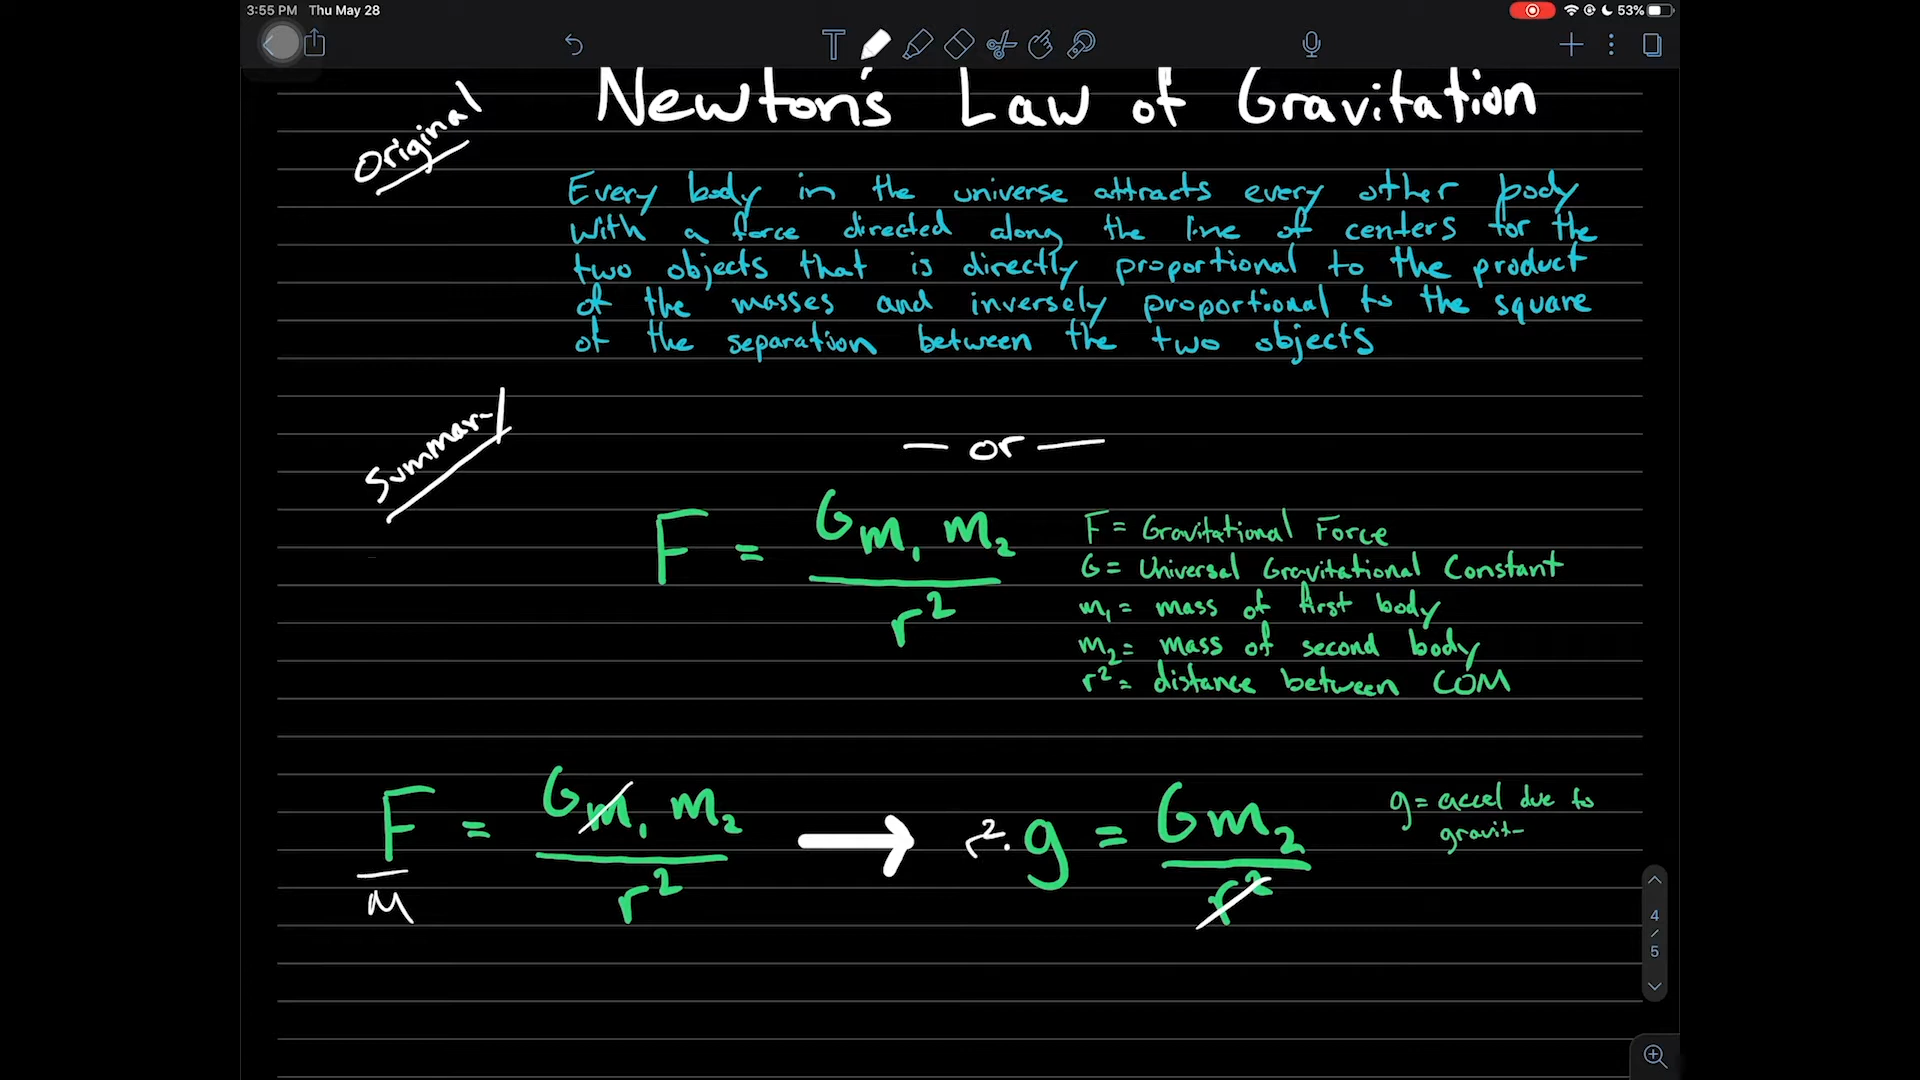 3:55 PM Thu May 28
53%
Newton's Law of Gravitation
Original
Every body in the universe attracts every other body
with a force directed along the line of centers for the
two objects that is directly proportional to the product
of the masses and inversely proportional to the square
of the separation between the two objects
Summary
— or —
F = G m₁ m₂ / r²
F = Gravitational Force
G = Universal Gravitational Constant
m₁ = mass of first body
m₂ = mass of second body
r² = distance between COM
F / M = G m₁ m₂ / r² → r² · g = G m₂ / r²
g = accel due to
gravit
4 / 5